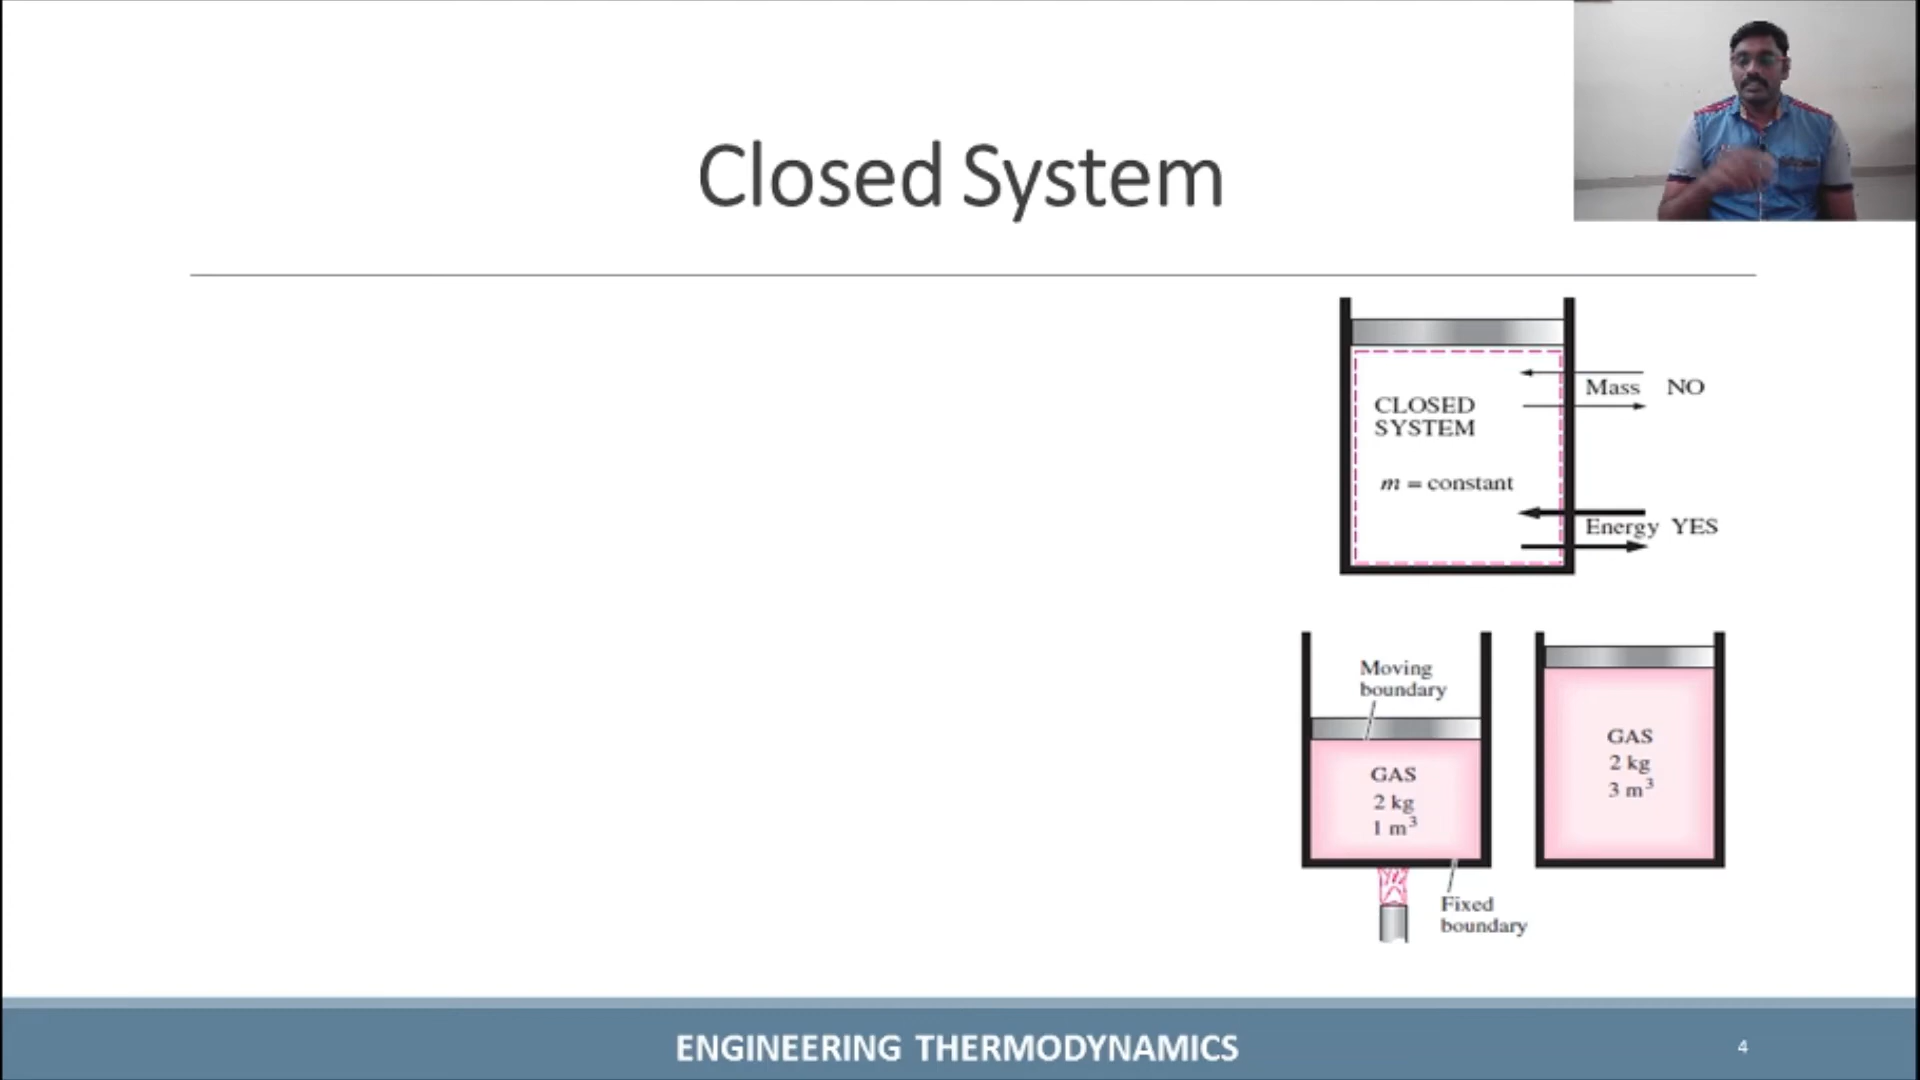 Closed System
CLOSED
SYSTEM
m = constant
Mass NO
Energy YES
Moving
boundary
GAS
2 kg
1 m³
Fixed
boundary
GAS
2 kg
3 m³
ENGINEERING THERMODYNAMICS
4